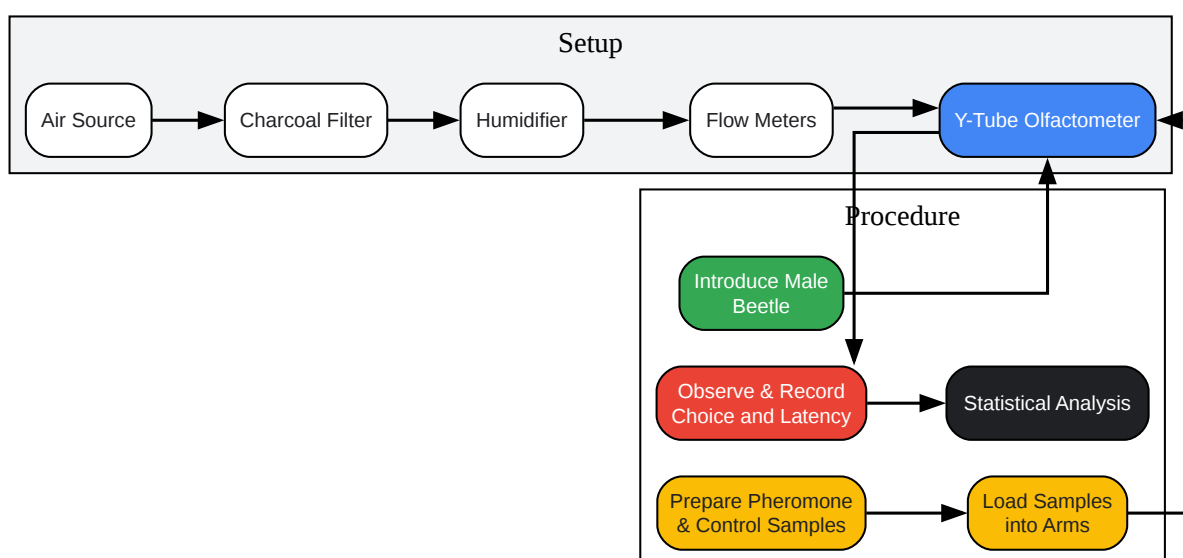 Setup
Air Source
Charcoal Filter
Humidifier
Flow Meters
Y-Tube Olfactometer
Procedure
Introduce Male
Beetle
Observe & Record
Choice and Latency
Statistical Analysis
Prepare Pheromone
& Control Samples
Load Samples
into Arms